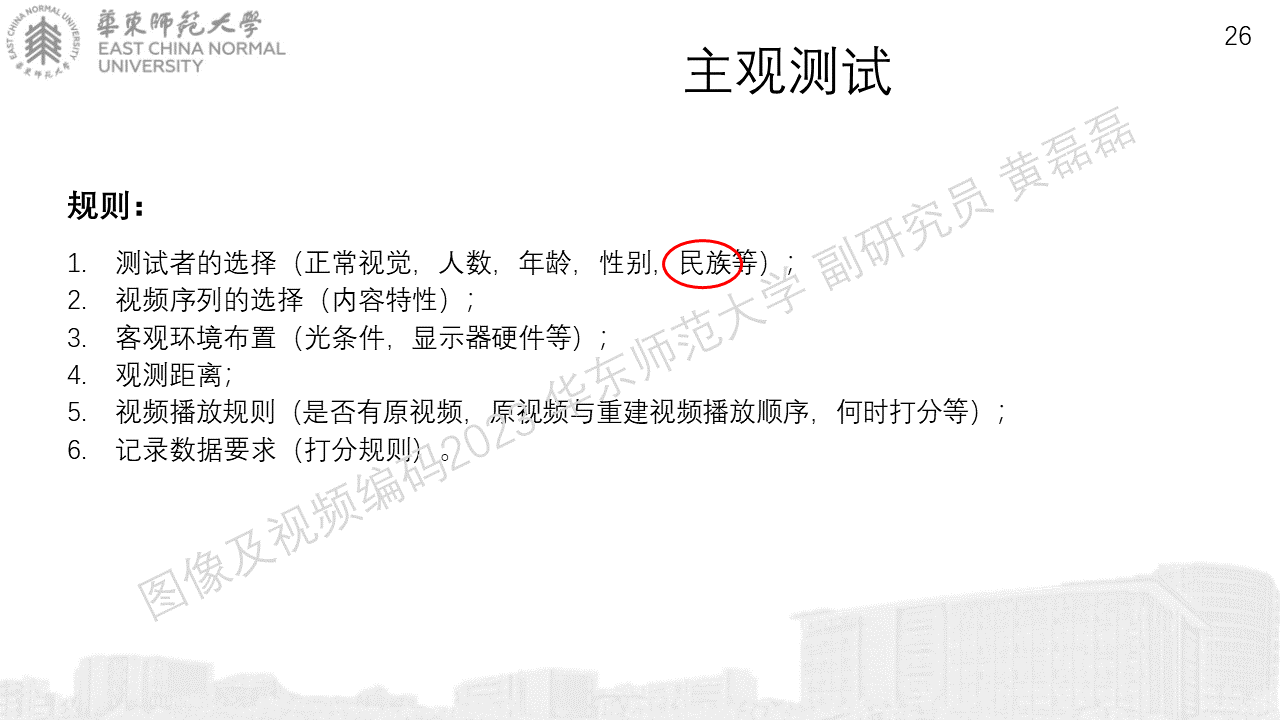 華東師範大學
EAST CHINA NORMAL
UNIVERSITY
EAST CHINA NORMAL UNIVERSITY
華東師范大學
26
主观测试
规则：
1. 测试者的选择（正常视觉，人数，年龄，性别，民族等）；
2. 视频序列的选择（内容特性）；
3. 客观环境布置（光条件，显示器硬件等）；
4. 观测距离；
5. 视频播放规则（是否有原视频，原视频与重建视频播放顺序，何时打分等）；
6. 记录数据要求（打分规则）。
图像及视频编码2023 华东师范大学 副研究员 黄磊磊